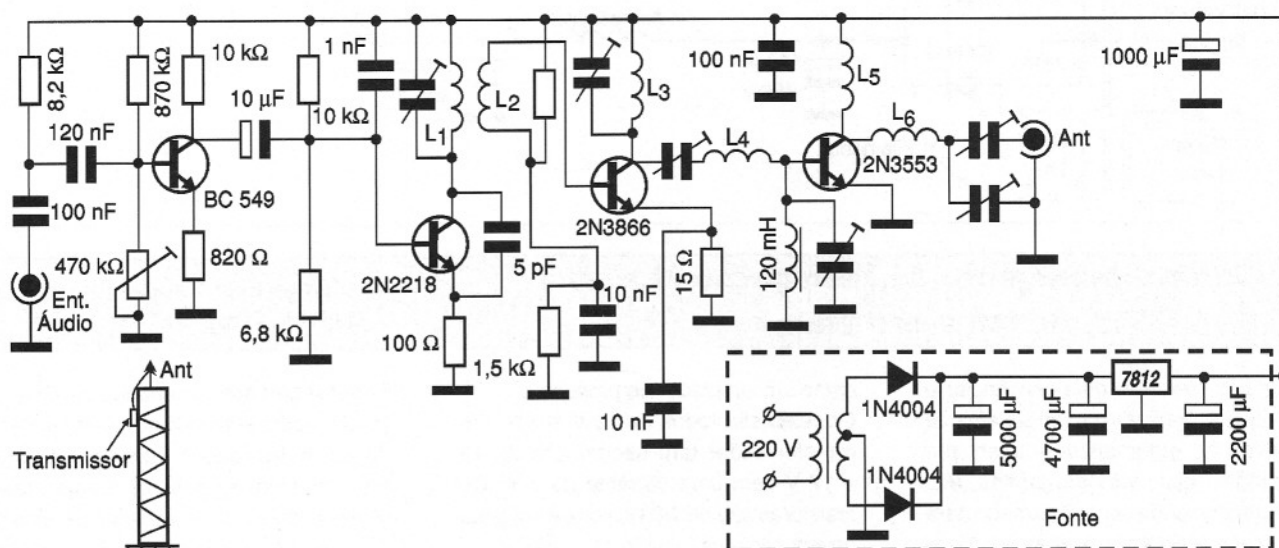 8,2 kΩ
870 kΩ
10 kΩ
1 nF
10 µF
10 kΩ
120 nF
BC 549
100 nF
470 kΩ
820 Ω
6,8 kΩ
Ent.
Áudio
L1
L2
2N2218
100 Ω
5 pF
1,5 kΩ
10 nF
L3
2N3866
L4
15 Ω
10 nF
100 nF
L5
L6
2N3553
120 mH
Ant
1000 µF
Ant
Transmissor
220 V
1N4004
1N4004
5000 µF
4700 µF
7812
2200 µF
Fonte